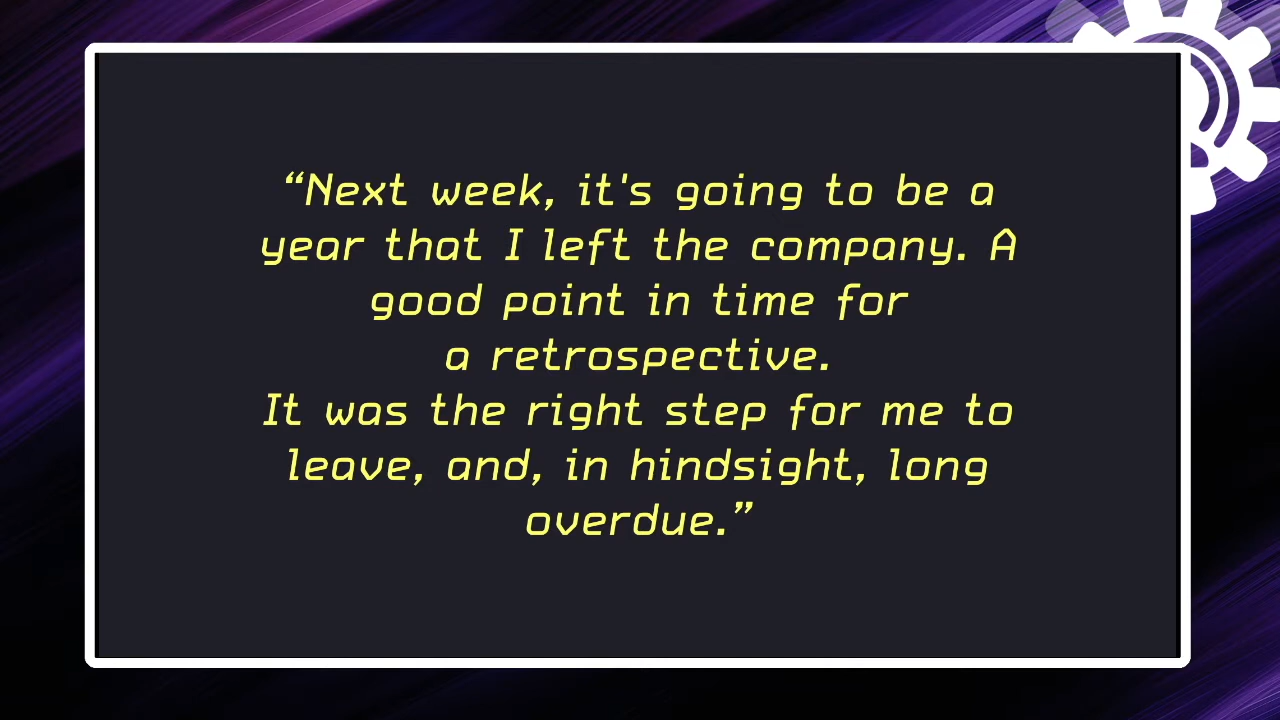 “Next week, it's going to be a
year that I left the company. A
good point in time for
a retrospective.
It was the right step for me to
leave, and, in hindsight, long
overdue.”